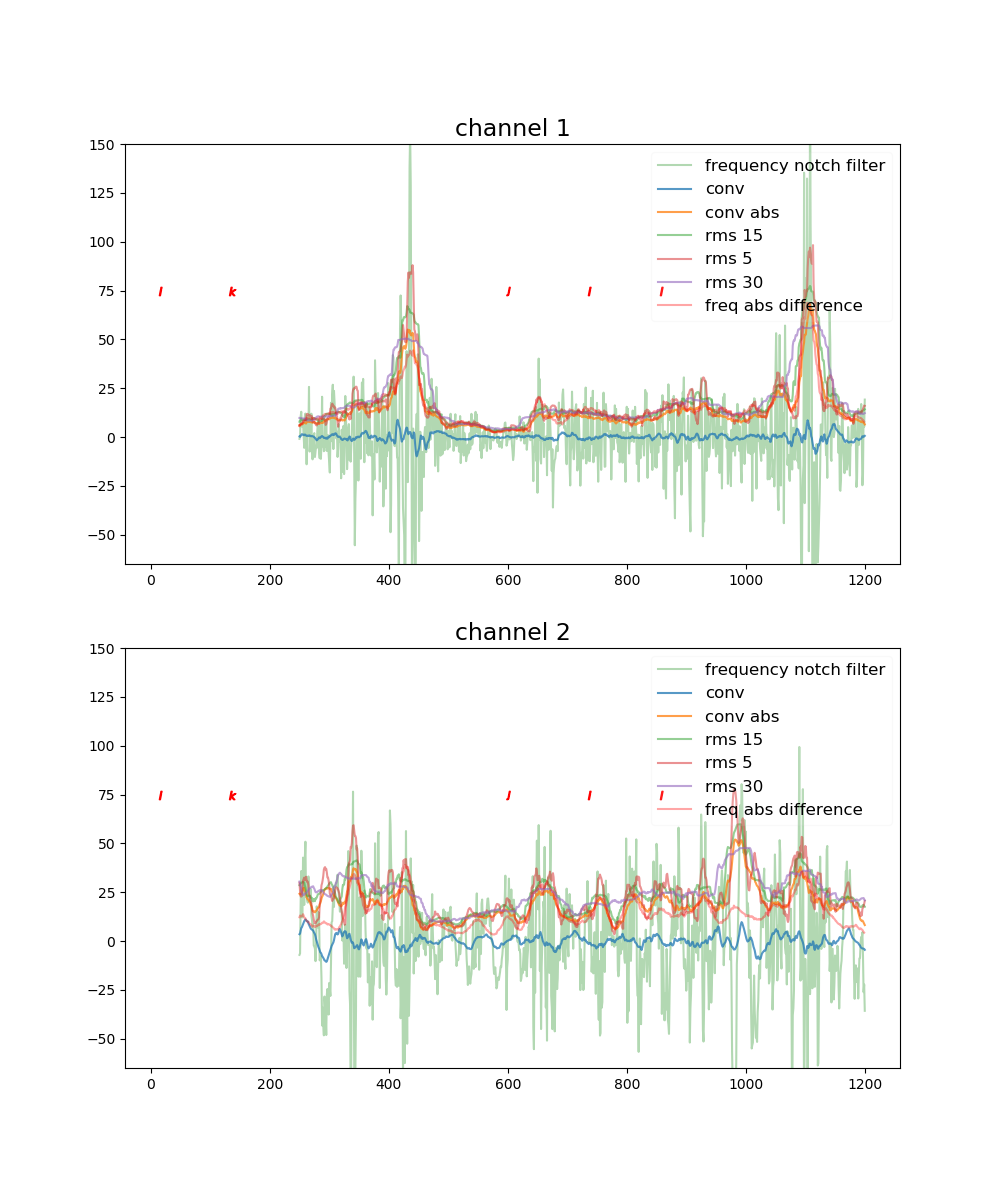 channel 1
150
125
100
75
50
25
0
−25
−50
frequency notch filter
conv
conv abs
rms 15
rms 5
rms 30
freq abs difference
l k J l l
0 200 400 600 800 1000 1200
channel 2
150
125
100
75
50
25
0
−25
−50
frequency notch filter
conv
conv abs
rms 15
rms 5
rms 30
freq abs difference
l k J l l
0 200 400 600 800 1000 1200